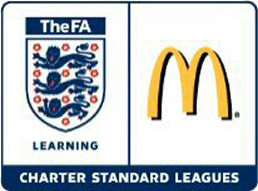 TheFA
LEARNING
M
®
CHARTER STANDARD LEAGUES